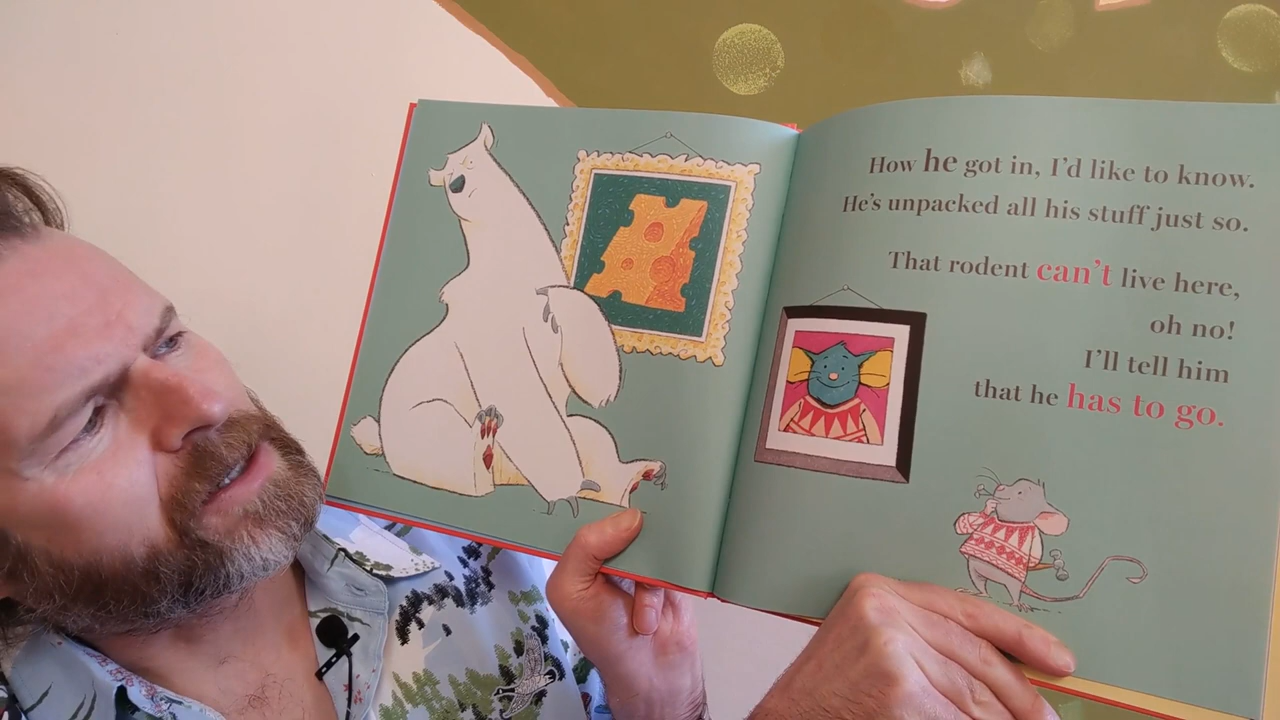 How he got in, I'd like to know.
He's unpacked all his stuff just so.
That rodent can't live here,
oh no!
I'll tell him
that he has to go.